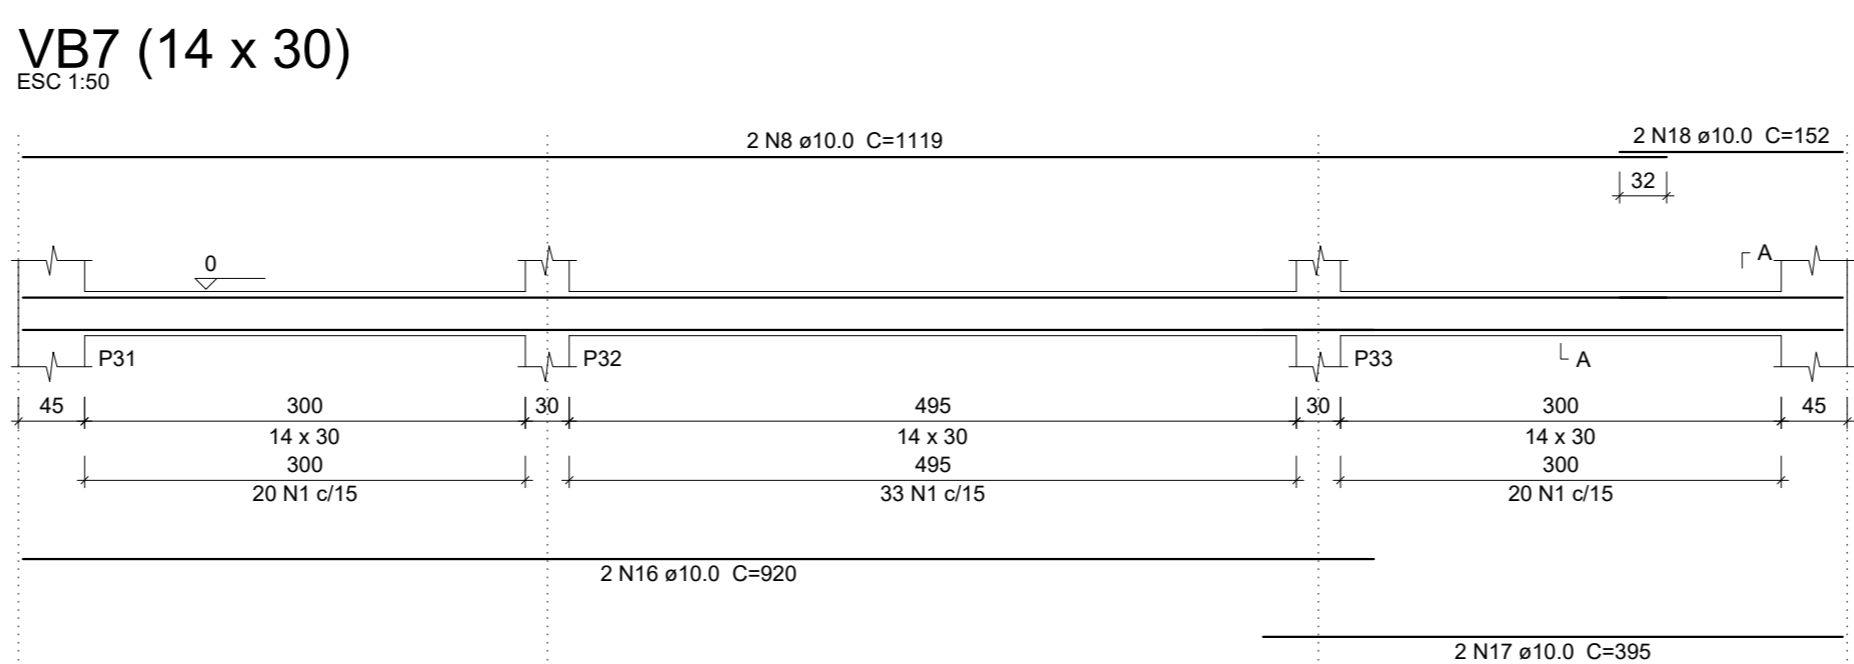 VB7 (14 x 30)
ESC 1:50
2 N8 ø10.0 C=1119
2 N18 ø10.0 C=152
32
0
A
P31
P32
P33
A
45
300
30
495
30
300
45
14 x 30
14 x 30
14 x 30
300
495
300
20 N1 c/15
33 N1 c/15
20 N1 c/15
2 N16 ø10.0 C=920
2 N17 ø10.0 C=395